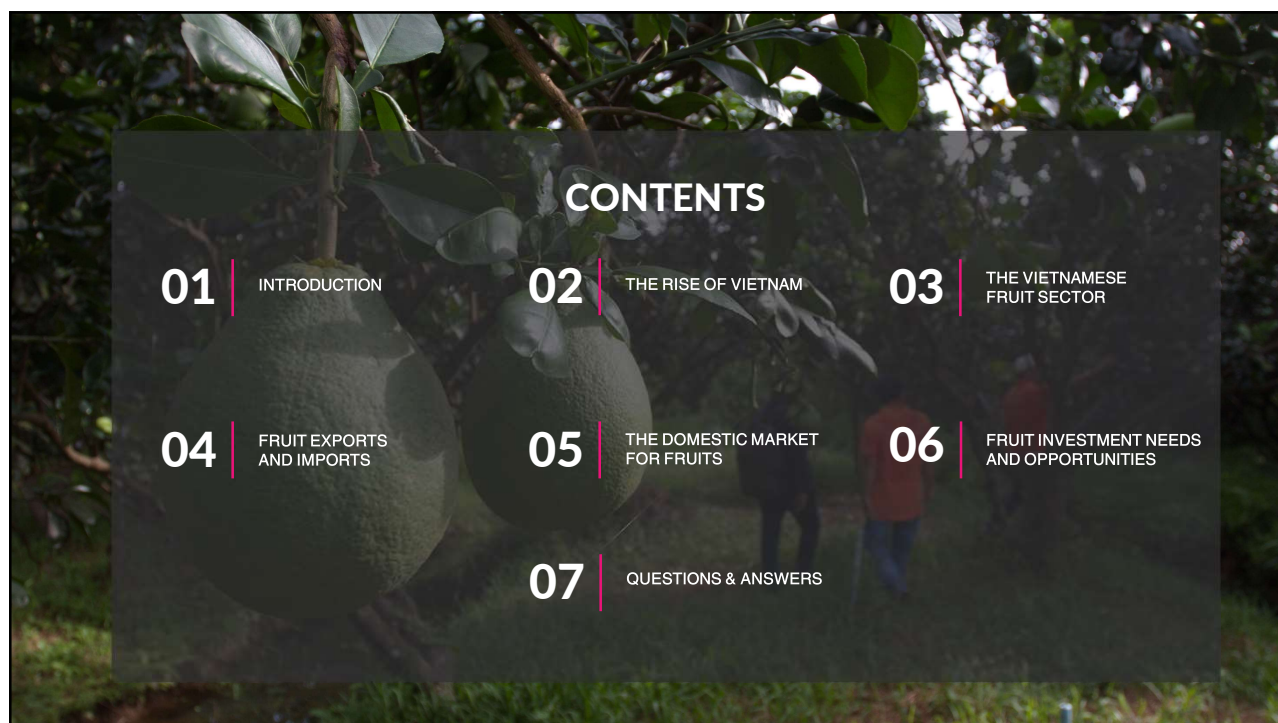 CONTENTS
01
INTRODUCTION
02
THE RISE OF VIETNAM
03
THE VIETNAMESE
FRUIT SECTOR
04
FRUIT EXPORTS
AND IMPORTS
05
THE DOMESTIC MARKET
FOR FRUITS
06
FRUIT INVESTMENT NEEDS
AND OPPORTUNITIES
07
QUESTIONS & ANSWERS